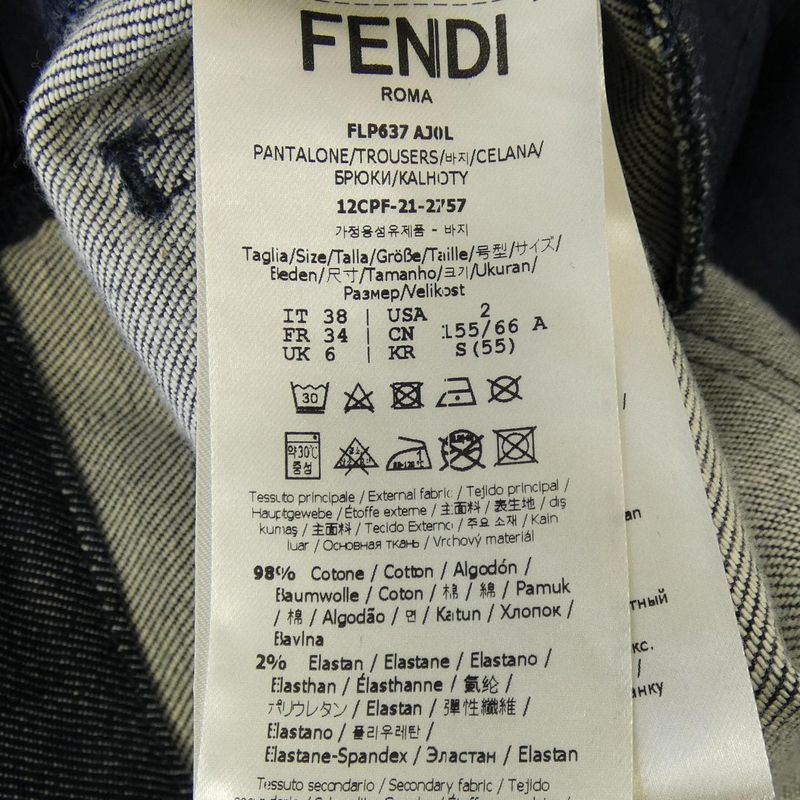 FENDI
ROMA
FLP637 AJ0L
PANTALONE/TROUSERS/바지/CELANA/
БРЮКИ/KALHOTY
12CPF-21-2757
가정용섬유제품 - 바지
Taglia/Size/Talla/Größe/Taille/号型/サイズ/
Beden/尺寸/Tamanho/크기/Ukuran/
Размер/Velikost
IT 38 | USA 2
FR 34 | CN 155/66 A
UK 6 | KR S(55)
30
약30℃
중성
Tessuto principale / External fabric / Tejido principal /
Hauptgewebe / Étoffe externe / 主面料 / 表生地 / dış
kumaş / 主面料 / Tecido Externo / 주요 소재 / Kain
luar / Основная ткань / Vrchový materiál
98% Cotone / Cotton / Algodón /
Baumwolle / Coton / 棉 / 綿 / Pamuk
/ 棉 / Algodão / 면 / Katun / Хлопок /
Bavlna
2% Elastan / Elastane / Elastano /
Elasthan / Élasthanne / 氨纶 /
ポリウレタン / Elastan / 彈性纖維 /
Elastano / 폴리우레탄 /
Elastane-Spandex / Эластан / Elastan
Tessuto secondario / Secondary fabric / Tejido